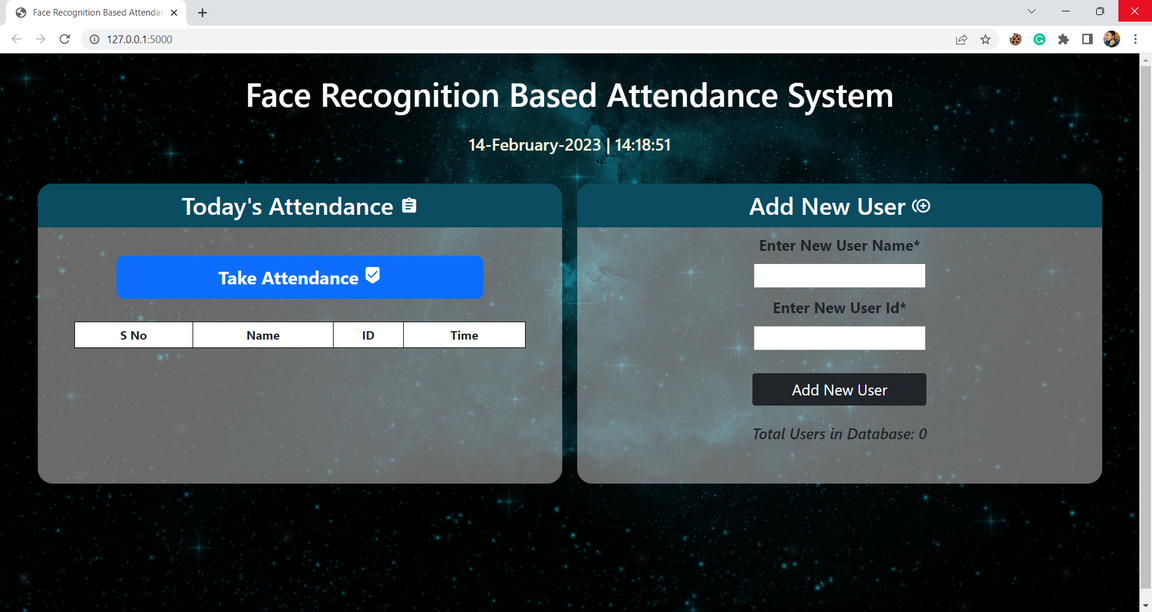 Face Recognition Based Attendan
127.0.0.1:5000
Face Recognition Based Attendance System
14-February-2023 | 14:18:51
Today's Attendance
Take Attendance
S No Name ID Time
Add New User
Enter New User Name*
Enter New User Id*
Add New User
Total Users in Database: 0